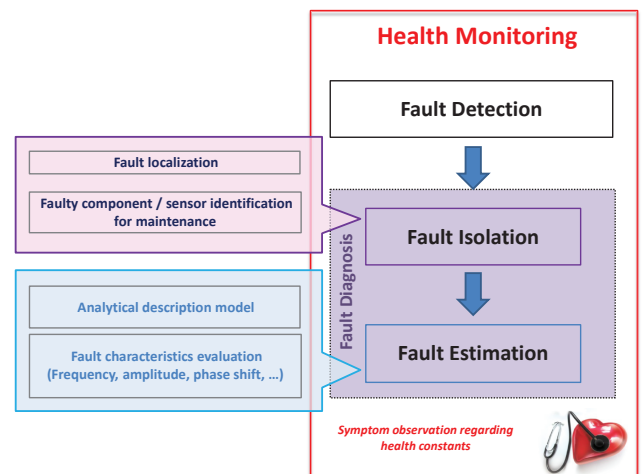 Health Monitoring
Fault Detection
Fault localization
Faulty component / sensor identification
for maintenance
Fault Diagnosis
Fault Isolation
Analytical description model
Fault characteristics evaluation
(Frequency, amplitude, phase shift, ...)
Fault Estimation
Symptom observation regarding
health constants